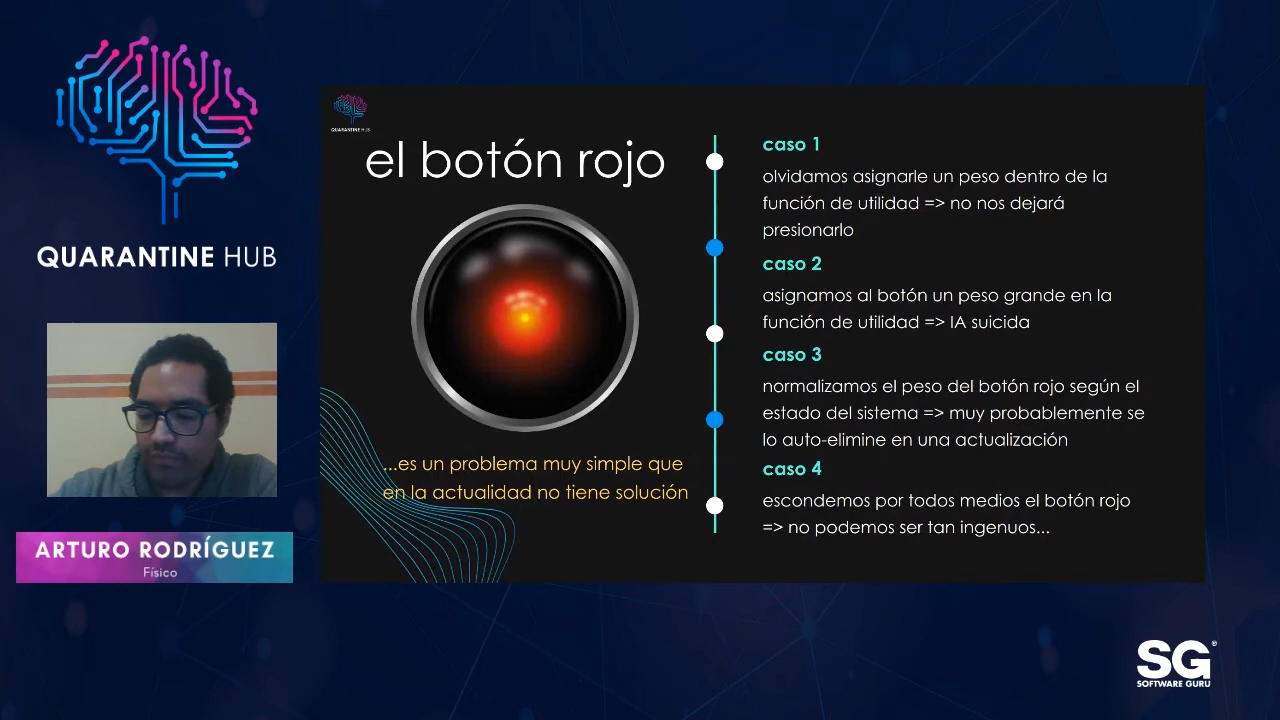 QUARANTINE HUB
ARTURO RODRÍGUEZ
Físico
QUARANTINE HUB
el botón rojo
...es un problema muy simple que
en la actualidad no tiene solución
caso 1
olvidamos asignarle un peso dentro de la
función de utilidad => no nos dejará
presionarlo
caso 2
asignamos al botón un peso grande en la
función de utilidad => IA suicida
caso 3
normalizamos el peso del botón rojo según el
estado del sistema => muy probablemente se
lo auto-elimine en una actualización
caso 4
escondemos por todos medios el botón rojo
=> no podemos ser tan ingenuos...
SG®
SOFTWARE GURU